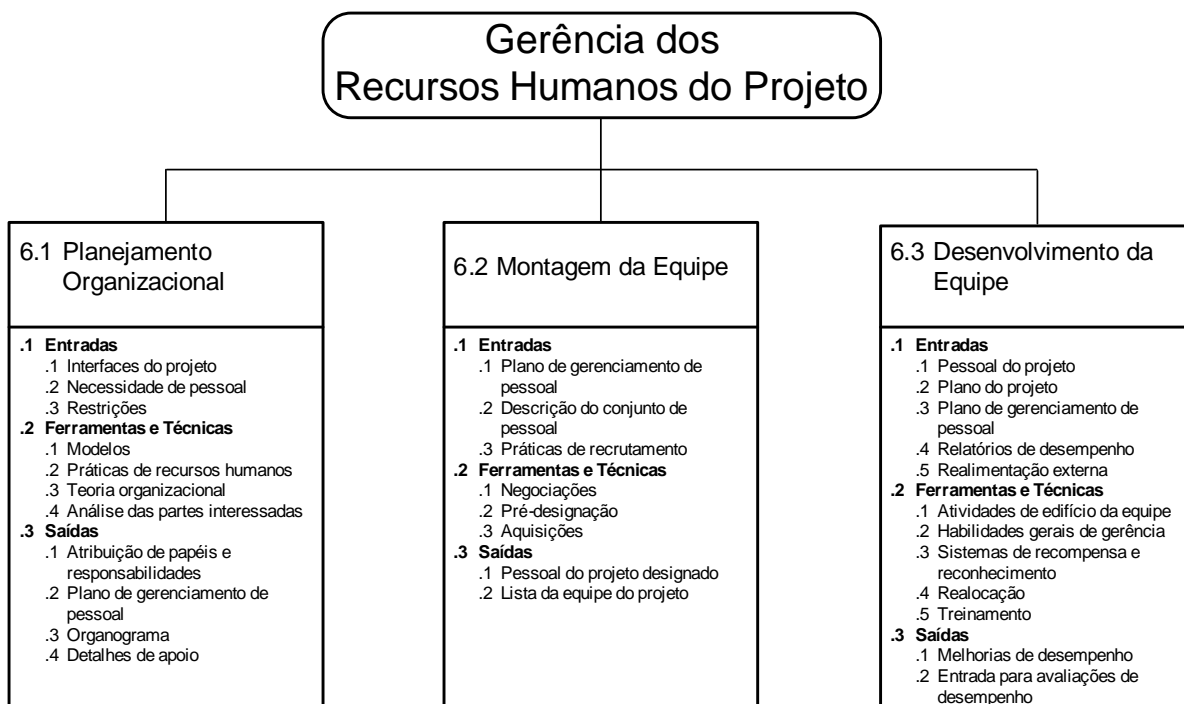 Gerência dos
Recursos Humanos do Projeto
6.1 Planejamento
Organizacional
.1 Entradas
.1 Interfaces do projeto
.2 Necessidade de pessoal
.3 Restrições
.2 Ferramentas e Técnicas
.1 Modelos
.2 Práticas de recursos humanos
.3 Teoria organizacional
.4 Análise das partes interessadas
.3 Saídas
.1 Atribuição de papéis e
responsabilidades
.2 Plano de gerenciamento de
pessoal
.3 Organograma
.4 Detalhes de apoio
6.2 Montagem da Equipe
.1 Entradas
.1 Plano de gerenciamento de
pessoal
.2 Descrição do conjunto de
pessoal
.3 Práticas de recrutamento
.2 Ferramentas e Técnicas
.1 Negociações
.2 Pré-designação
.3 Aquisições
.3 Saídas
.1 Pessoal do projeto designado
.2 Lista da equipe do projeto
6.3 Desenvolvimento da
Equipe
.1 Entradas
.1 Pessoal do projeto
.2 Plano do projeto
.3 Plano de gerenciamento de
pessoal
.4 Relatórios de desempenho
.5 Realimentação externa
.2 Ferramentas e Técnicas
.1 Atividades de edifício da equipe
.2 Habilidades gerais de gerência
.3 Sistemas de recompensa e
reconhecimento
.4 Realocação
.5 Treinamento
.3 Saídas
.1 Melhorias de desempenho
.2 Entrada para avaliações de
desempenho